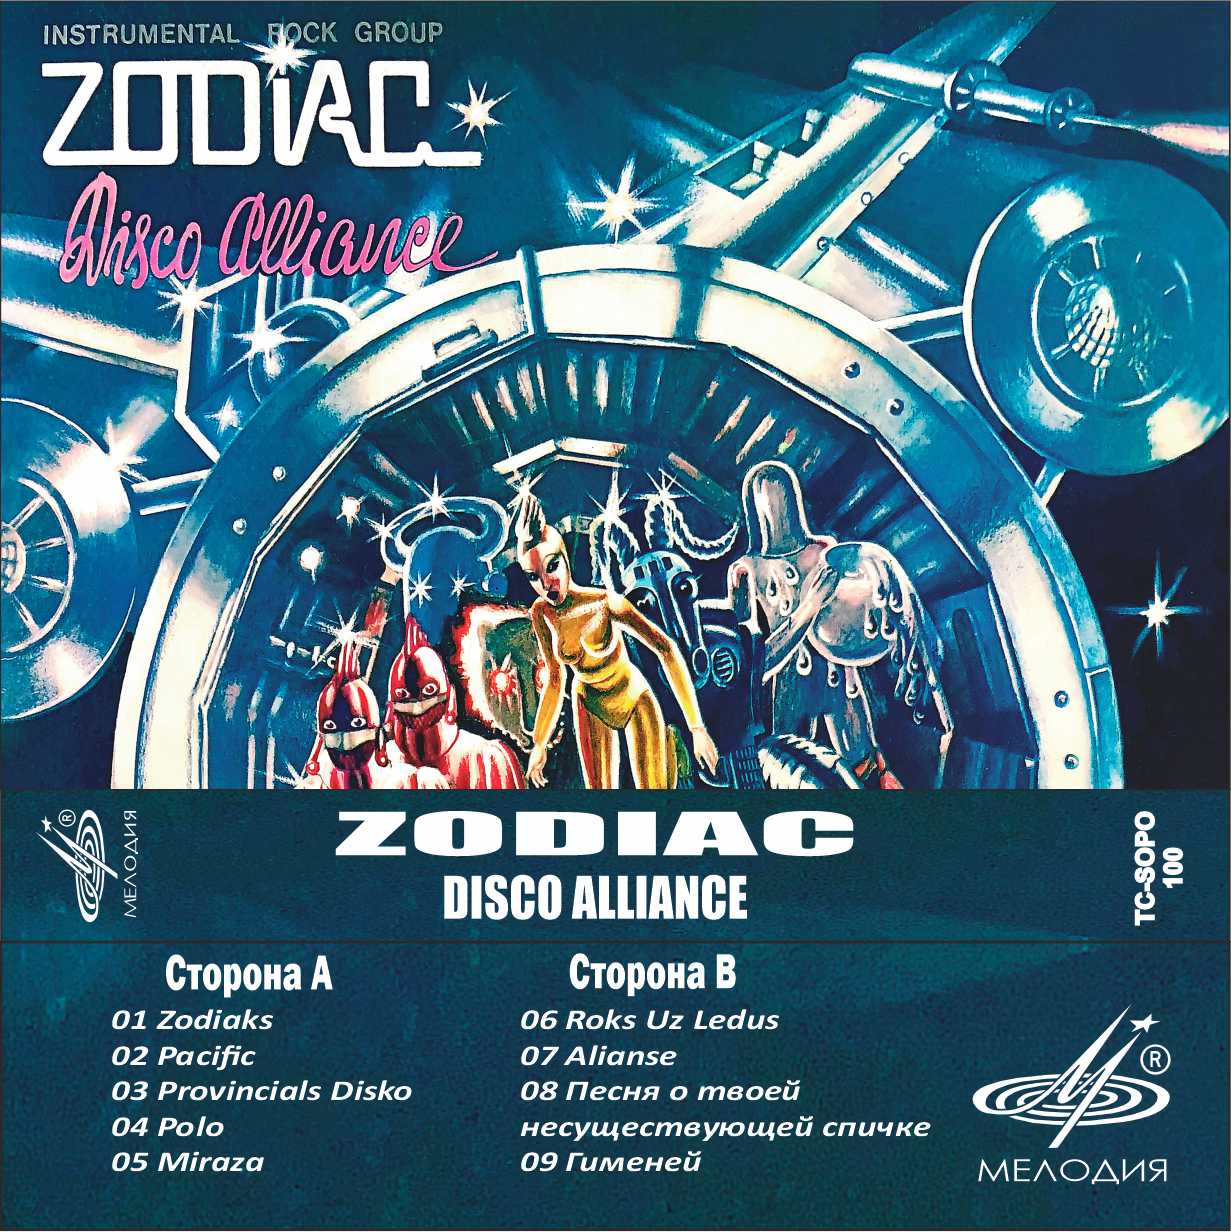 INSTRUMENTAL ROCK GROUP
ZODIAC
Disco Alliance
МЕЛОДИЯ
®
ZODIAC
DISCO ALLIANCE
TC-SOPO
100
Сторона A
01 Zodiaks
02 Pacific
03 Provincials Disko
04 Polo
05 Miraza
Сторона B
06 Roks Uz Ledus
07 Alianse
08 Песня о твоей
несуществующей спичке
09 Гименей
®
МЕЛОДИЯ